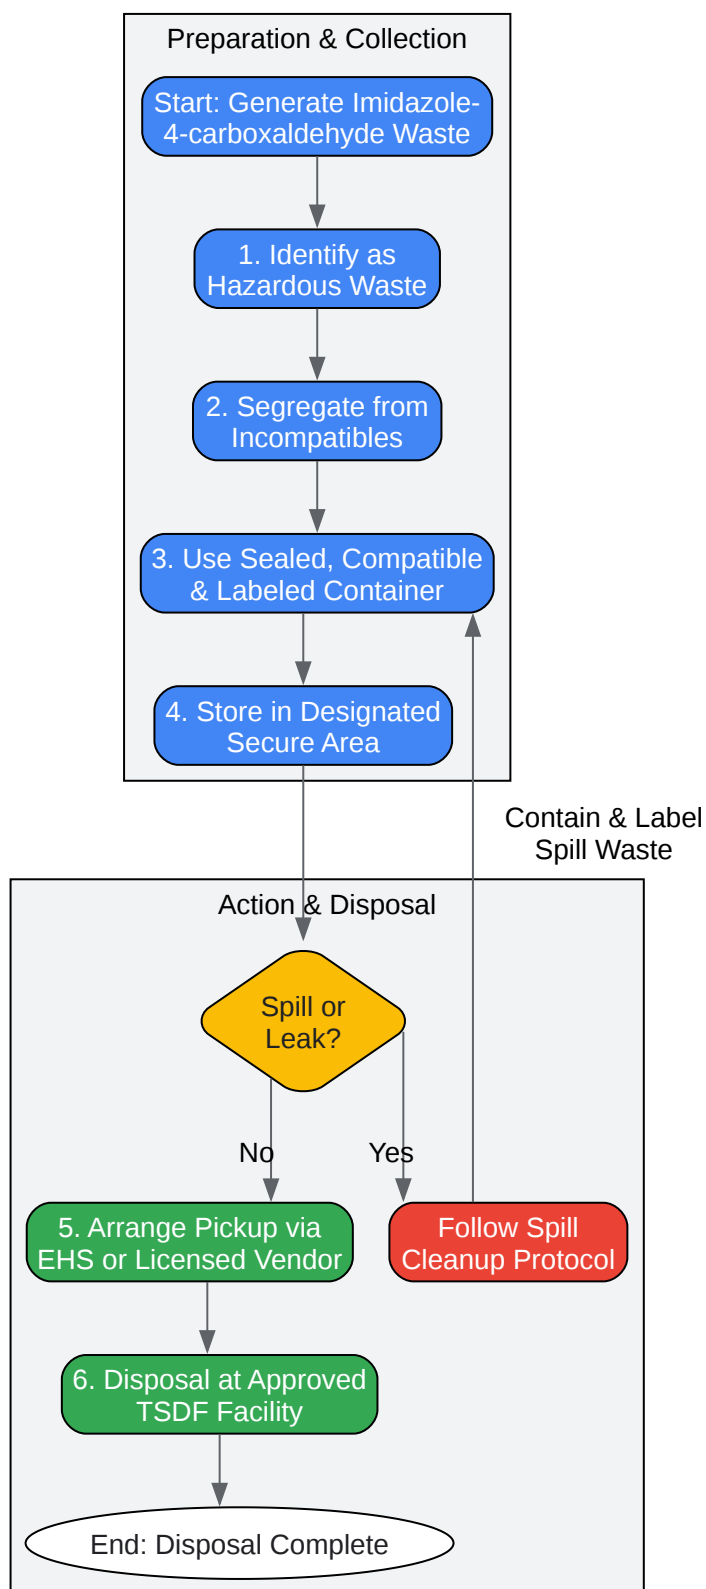 Preparation & Collection
Start: Generate Imidazole-
4-carboxaldehyde Waste
1. Identify as
Hazardous Waste
2. Segregate from
Incompatibles
3. Use Sealed, Compatible
& Labeled Container
4. Store in Designated
Secure Area
Contain & Label
Spill Waste
Action & Disposal
Spill or
Leak?
No
Yes
5. Arrange Pickup via
EHS or Licensed Vendor
Follow Spill
Cleanup Protocol
6. Disposal at Approved
TSDF Facility
End: Disposal Complete